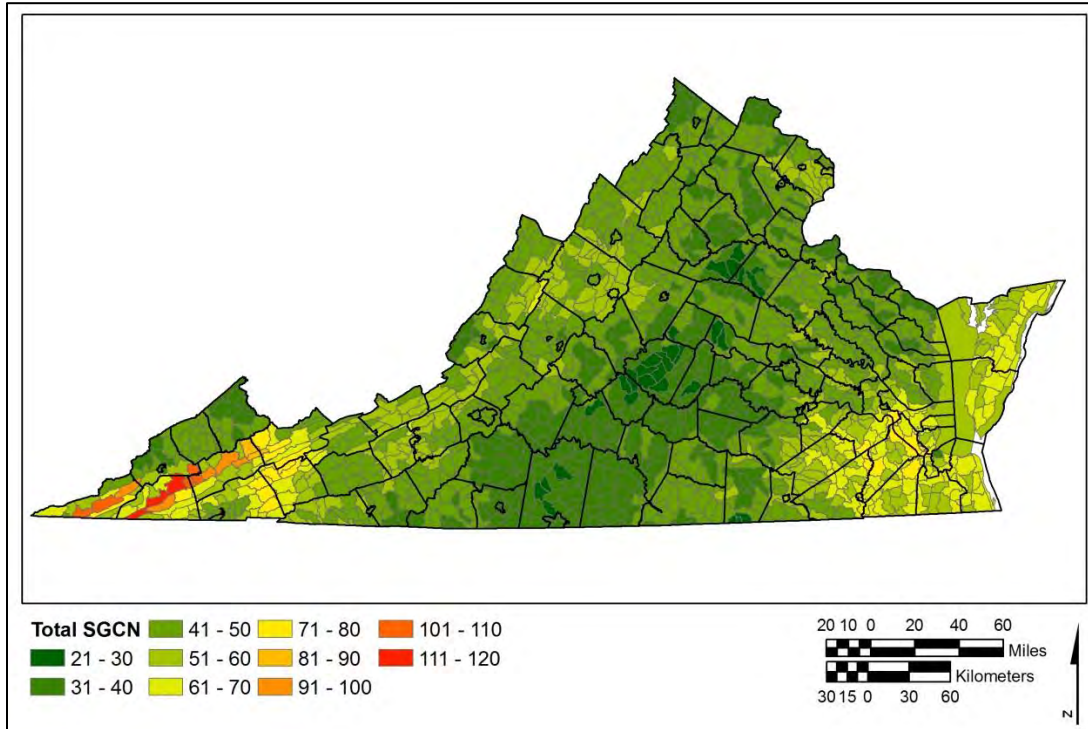 Total SGCN
21 - 30
31 - 40
41 - 50
51 - 60
61 - 70
71 - 80
81 - 90
91 - 100
101 - 110
111 - 120
20 10 0 20 40 60
Miles
Kilometers
30 15 0 30 60
N